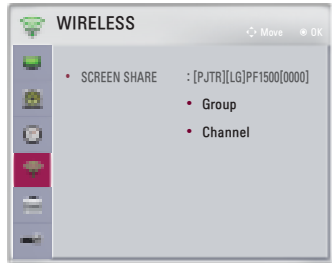 WIRELESS
Move OK
• SCREEN SHARE : [PJTR][LG]PF1500[0000]
• Group
• Channel